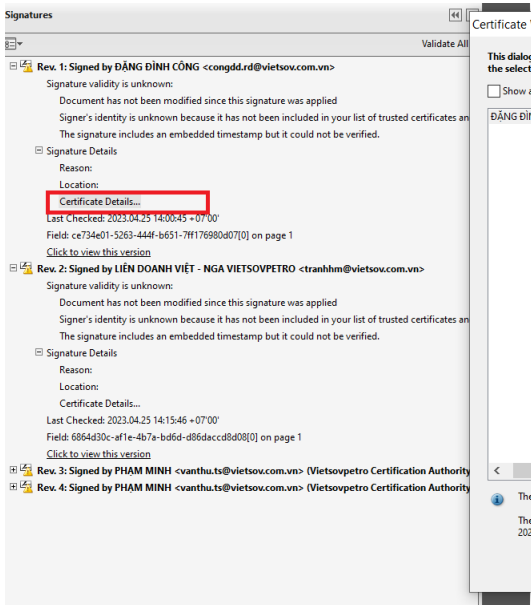 Signatures
Validate All
Rev. 1: Signed by ĐẶNG ĐÌNH CÔNG <congdd.rd@vietsov.com.vn>
Signature validity is unknown:
Document has not been modified since this signature was applied
Signer's identity is unknown because it has not been included in your list of trusted certificates an
The signature includes an embedded timestamp but it could not be verified.
Signature Details
Reason:
Location:
Certificate Details...
Last Checked: 2023.04.25 14:00:45 +07'00'
Field: ce734e01-5263-444f-b651-7ff176980d07[0] on page 1
Click to view this version
Rev. 2: Signed by LIÊN DOANH VIỆT - NGA VIETSOVPETRO <tranhhm@vietsov.com.vn>
Signature validity is unknown:
Document has not been modified since this signature was applied
Signer's identity is unknown because it has not been included in your list of trusted certificates an
The signature includes an embedded timestamp but it could not be verified.
Signature Details
Reason:
Location:
Certificate Details...
Last Checked: 2023.04.25 14:15:46 +07'00'
Field: 6864d30c-af1e-4b7a-bd6d-d86daccd8d08[0] on page 1
Click to view this version
Rev. 3: Signed by PHẠM MINH <vanthu.ts@vietsov.com.vn> (Vietsovpetro Certification Authority
Rev. 4: Signed by PHẠM MINH <vanthu.ts@vietsov.com.vn> (Vietsovpetro Certification Authority
Certificate
This dialog
the select
Show a
ĐẶNG ĐÌN
The
The
202